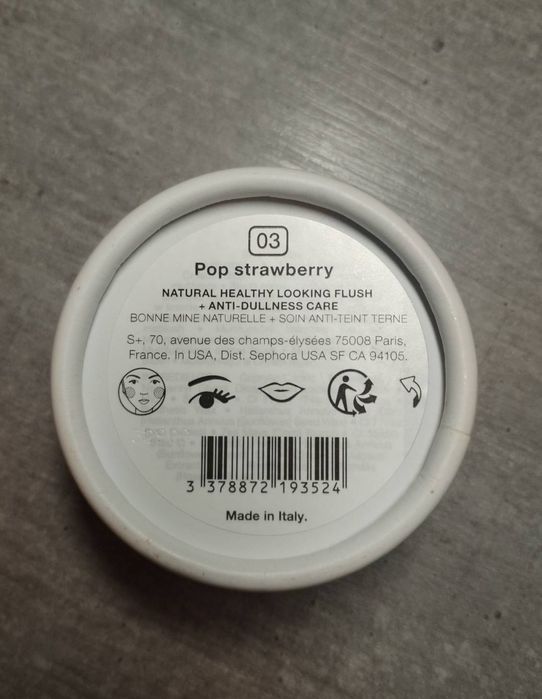 03
Pop strawberry
NATURAL HEALTHY LOOKING FLUSH
+ ANTI-DULLNESS CARE
BONNE MINE NATURELLE + SOIN ANTI-TEINT TERNE
S+, 70, avenue des champs-élysées 75008 Paris,
France. In USA, Dist. Sephora USA SF CA 94105.
3 378872 193524
Made in Italy.